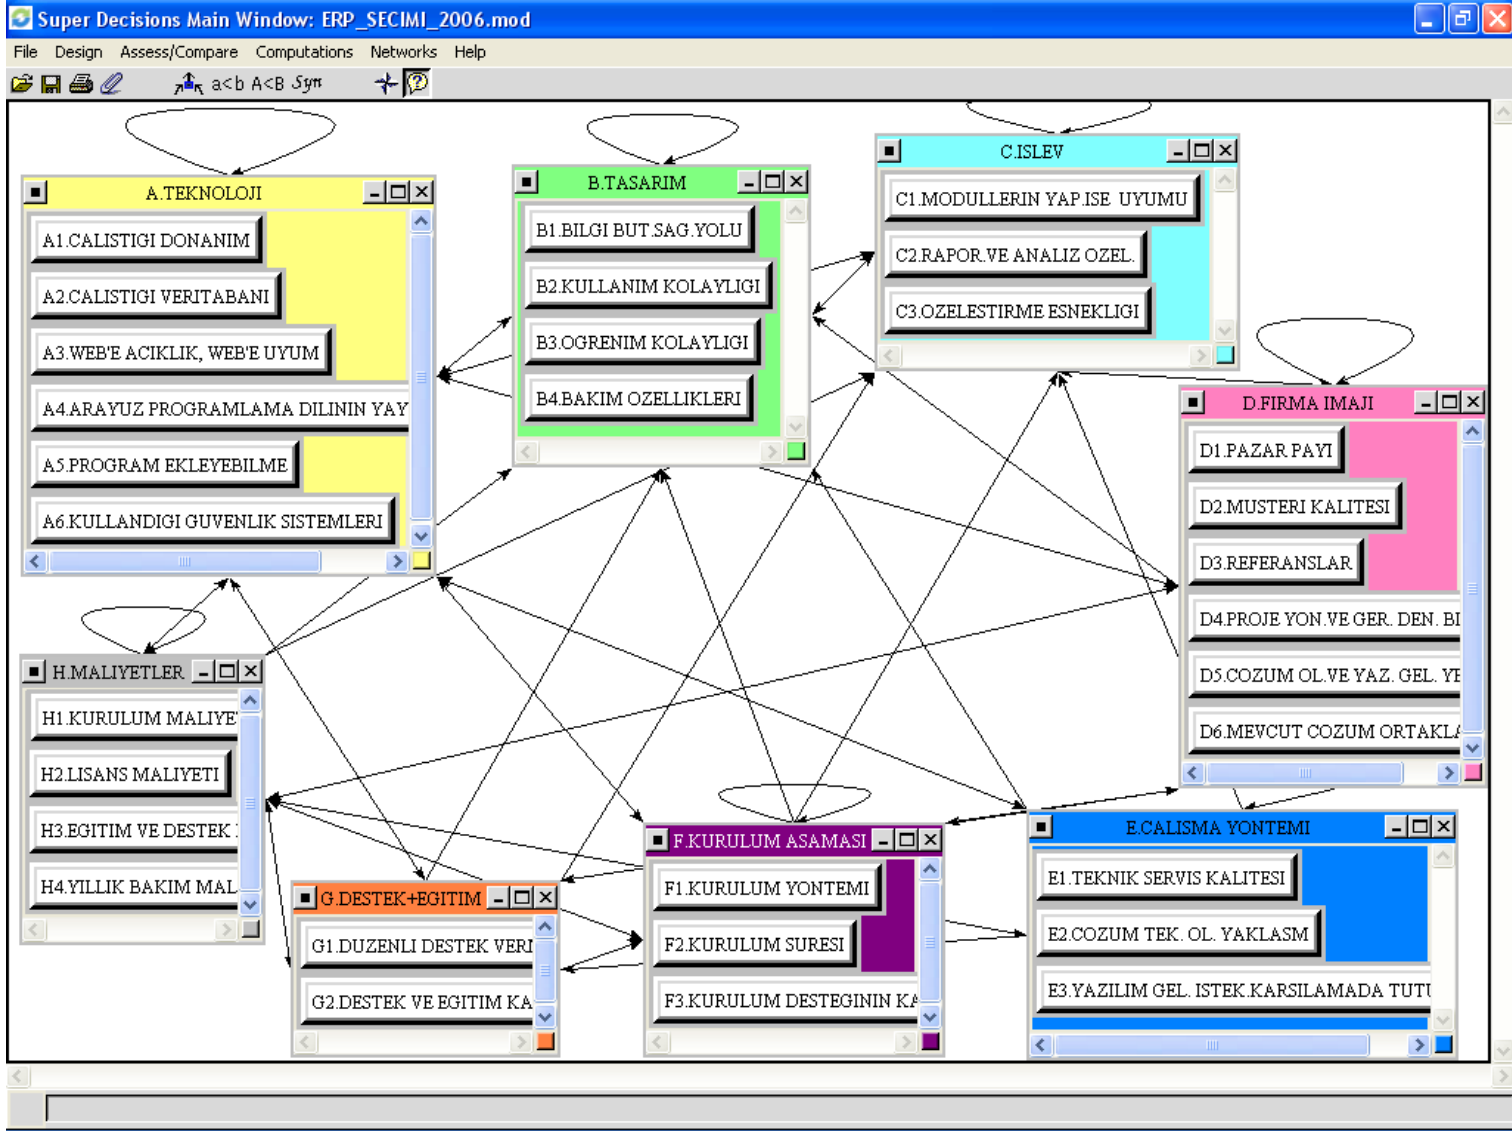 Super Decisions Main Window: ERP_SECIMI_2006.mod
File Design Assess/Compare Computations Networks Help
a<b A<B Syn
A.TEKNOLOJI
A1.CALISTIGI DONANIM
A2.CALISTIGI VERITABANI
A3.WEB'E ACIKLIK, WEB'E UYUM
A4.ARAYUZ PROGRAMLAMA DILININ YAY
A5.PROGRAM EKLEYEBILME
A6.KULLANDIGI GUVENLIK SISTEMLERI
B.TASARIM
B1.BILGI BUT.SAG.YOLU
B2.KULLANIM KOLAYLIGI
B3.OGRENIM KOLAYLIGI
B4.BAKIM OZELLIKLERI
C.ISLEV
C1.MODULLERIN YAP.ISE UYUMU
C2.RAPOR.VE ANALIZ OZEL.
C3.OZELESTIRME ESNEKLIGI
D.FIRMA IMAJI
D1.PAZAR PAYI
D2.MUSTERI KALITESI
D3.REFERANSLAR
D4.PROJE YON.VE GER. DEN. BI
D5.COZUM OL.VE YAZ. GEL. YE
D6.MEVCUT COZUM ORTAKLA
H.MALIYETLER
H1.KURULUM MALIYE
H2.LISANS MALIYETI
H3.EGITIM VE DESTEK
H4.YILLIK BAKIM MAL
G.DESTEK+EGITIM
G1.DUZENLI DESTEK VERI
G2.DESTEK VE EGITIM KA
F.KURULUM ASAMASI
F1.KURULUM YONTEMI
F2.KURULUM SURESI
F3.KURULUM DESTEGININ KA
E.CALISMA YONTEMI
E1.TEKNIK SERVIS KALITESI
E2.COZUM TEK. OL. YAKLASM
E3.YAZILIM GEL. ISTEK.KARSILAMADA TUTU